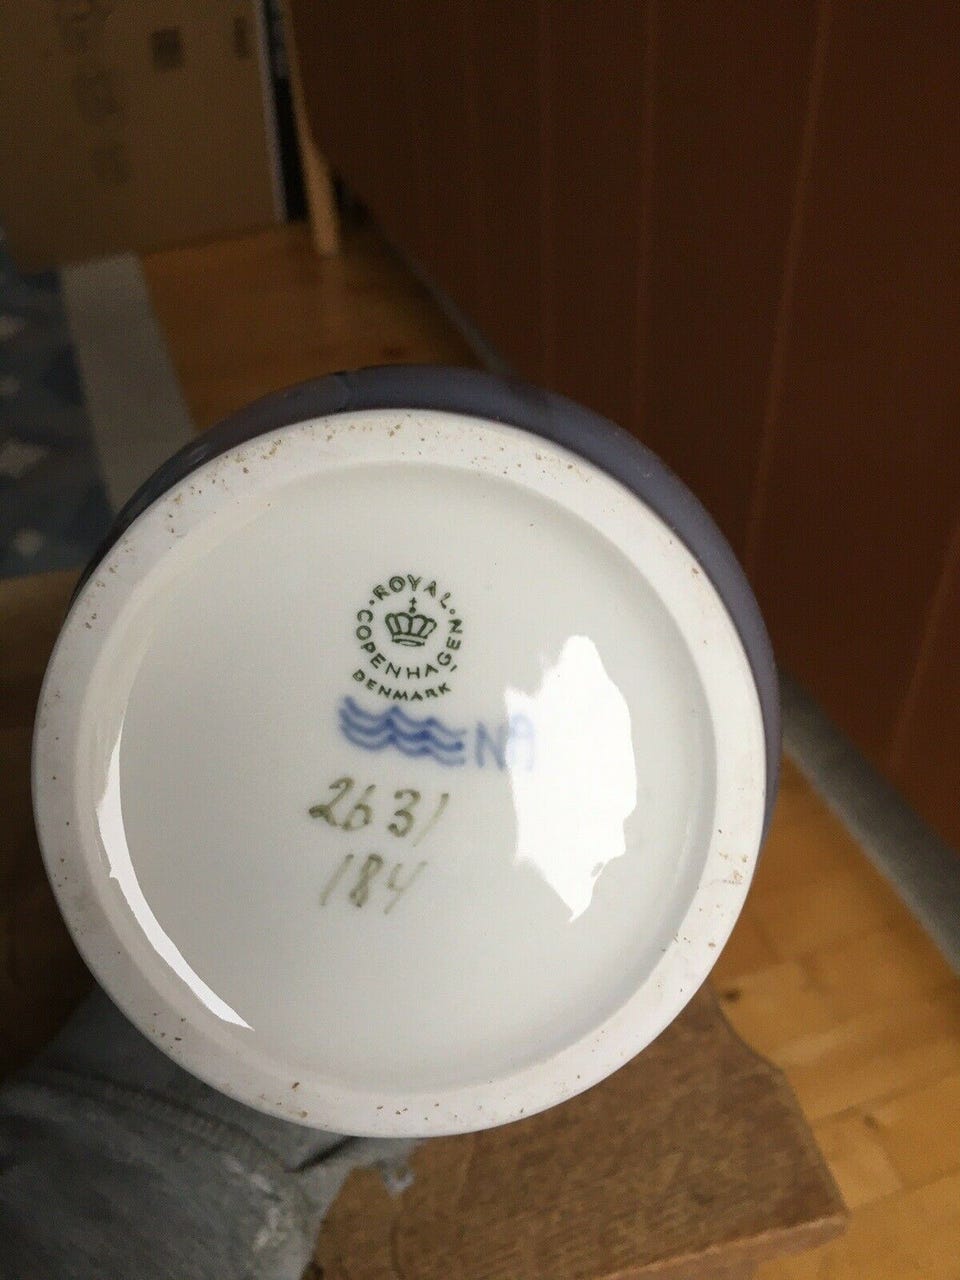 ROYAL
COPENHAGEN
DENMARK
NA
2631
184